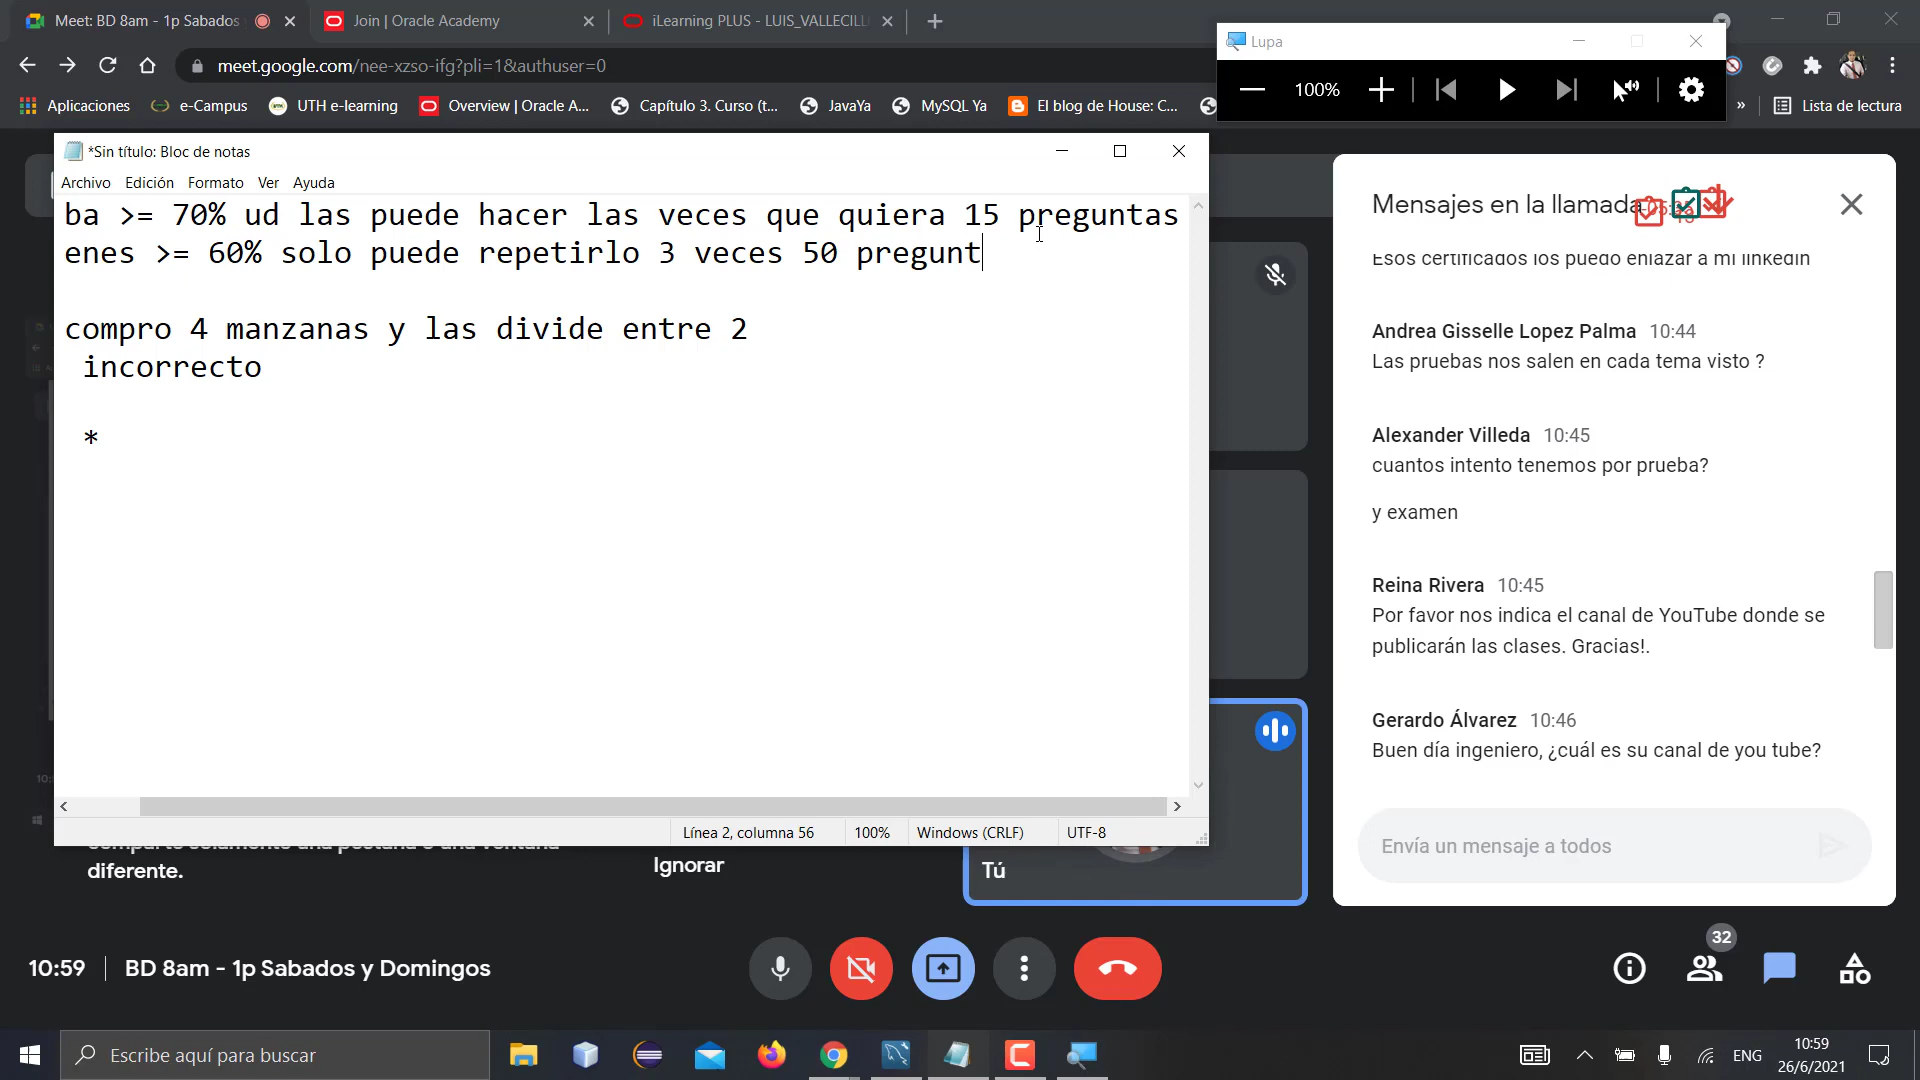 Meet: BD 8am - 1p Sabados
Join | Oracle Academy
iLearning PLUS - LUIS_VALLECILL
meet.google.com/nee-xzso-ifg?pli=1&authuser=0
Lupa
100%
Aplicaciones
e-Campus
UTH e-learning
Overview | Oracle A...
Capítulo 3. Curso (t...
JavaYa
MySQL Ya
El blog de House: C...
»
Lista de lectura
*Sin título: Bloc de notas
Archivo Edición Formato Ver Ayuda
ba >= 70% ud las puede hacer las veces que quiera 15 preguntas
enes >= 60% solo puede repetirlo 3 veces 50 pregunt
compro 4 manzanas y las divide entre 2
incorrecto
*
Línea 2, columna 56
100%
Windows (CRLF)
UTF-8
diferente.
Ignorar
Tú
Mensajes en la llamada
Esos certificados los puedo enlazar a mi linkedin
Andrea Gisselle Lopez Palma 10:44
Las pruebas nos salen en cada tema visto ?
Alexander Villeda 10:45
cuantos intento tenemos por prueba?
y examen
Reina Rivera 10:45
Por favor nos indica el canal de YouTube donde se
publicarán las clases. Gracias!.
Gerardo Álvarez 10:46
Buen día ingeniero, ¿cuál es su canal de you tube?
Envía un mensaje a todos
10:59
BD 8am - 1p Sabados y Domingos
32
Escribe aquí para buscar
ENG
10:59
26/6/2021